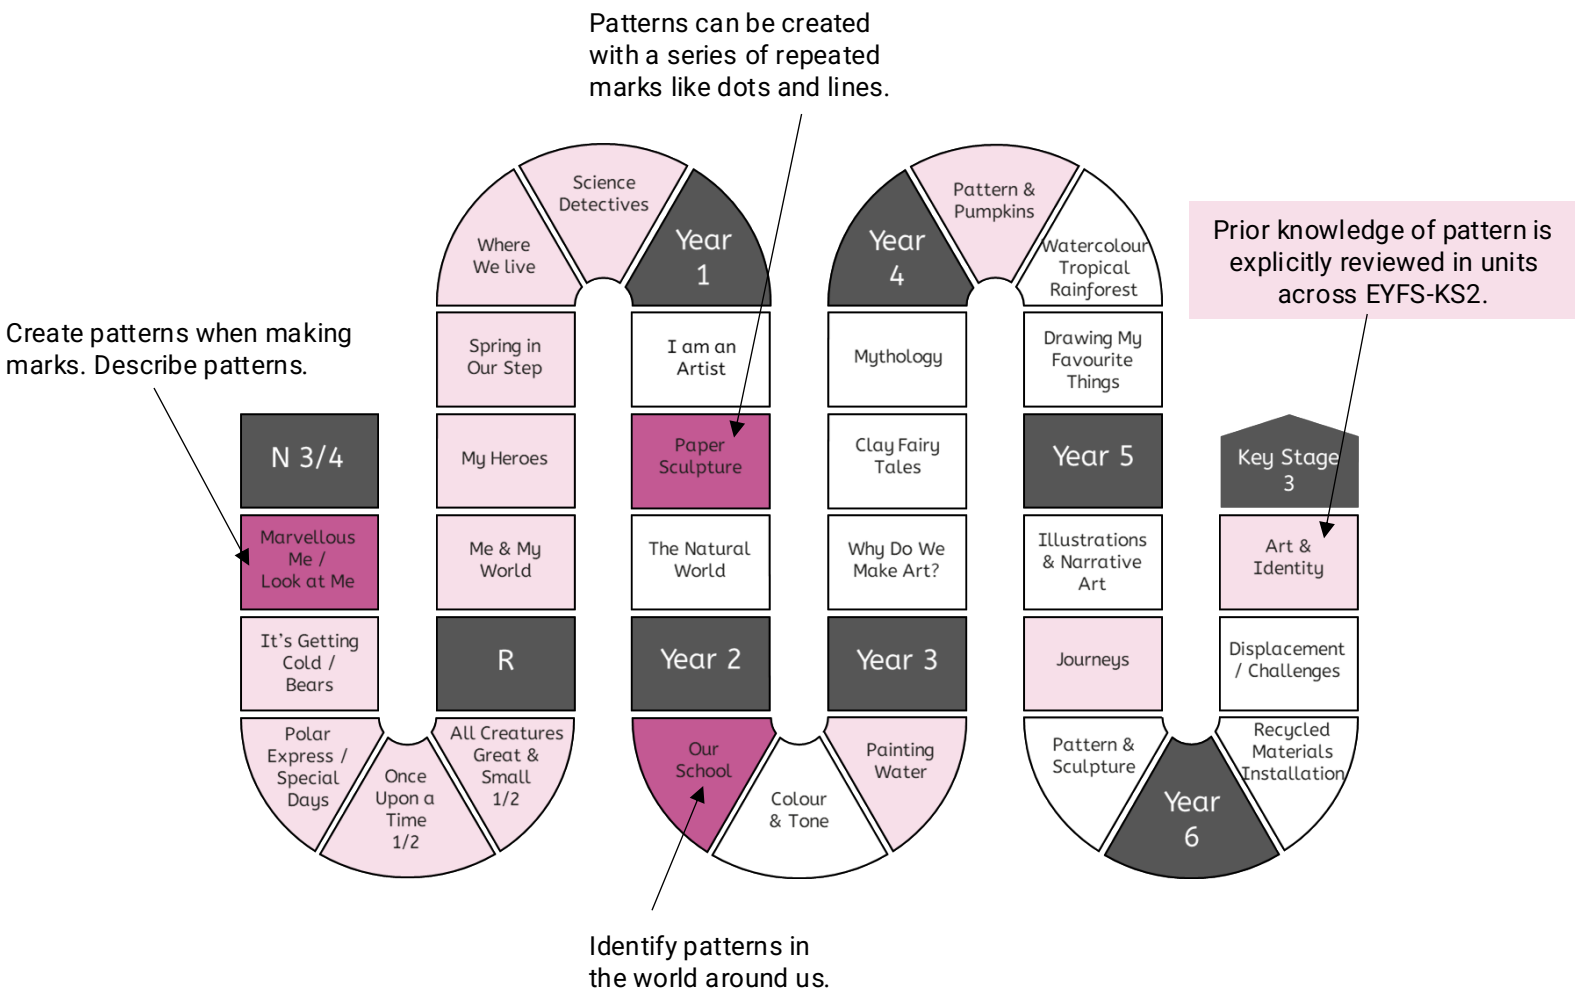 Patterns can be created
with a series of repeated
marks like dots and lines.
Create patterns when making
marks. Describe patterns.
Prior knowledge of pattern is
explicitly reviewed in units
across EYFS-KS2.
N 3/4
Marvellous
Me /
Look at Me
It’s Getting
Cold /
Bears
Polar
Express /
Special
Days
Once
Upon a
Time
1/2
All Creatures
Great &
Small
1/2
R
Me & My
World
My Heroes
Spring in
Our Step
Where
We live
Science
Detectives
Year
1
I am an
Artist
Paper
Sculpture
The Natural
World
Year 2
Our
School
Colour
& Tone
Painting
Water
Year 3
Why Do We
Make Art?
Clay Fairy
Tales
Mythology
Year
4
Pattern &
Pumpkins
Watercolour
Tropical
Rainforest
Drawing My
Favourite
Things
Year 5
Illustrations
& Narrative
Art
Journeys
Pattern &
Sculpture
Year
6
Recycled
Materials
Installation
Displacement
/ Challenges
Art &
Identity
Key Stage
3
Identify patterns in
the world around us.